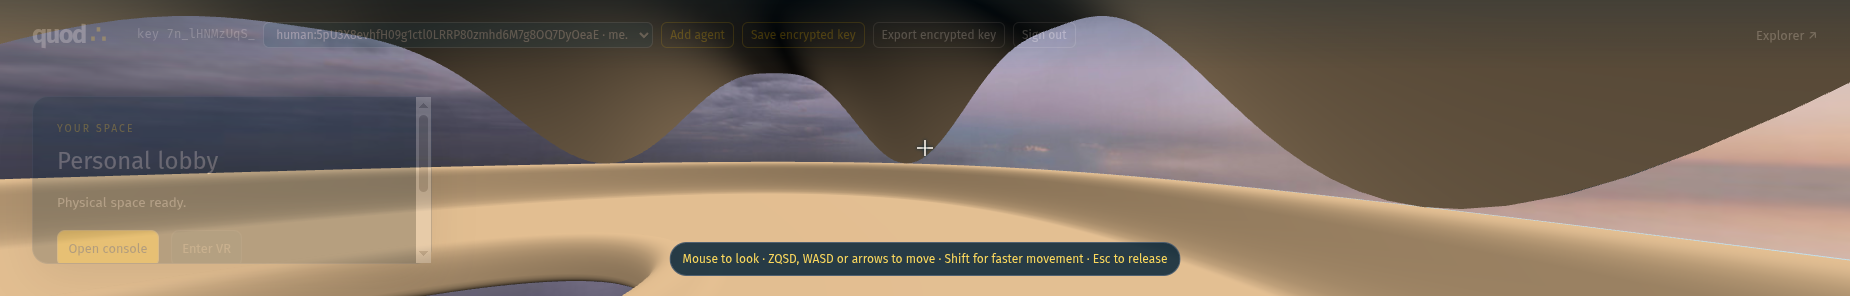 quod
key 7n_lHNMzUqS_
human:5pU3X8evhfH09g1ctl0LRRP80zmhd6M7g8OQ7DyOeaE · me.
Add agent
Save encrypted key
Export encrypted key
Sign out
Explorer ↗
YOUR SPACE
Personal lobby
Physical space ready.
Open console
Enter VR
Mouse to look · ZQSD, WASD or arrows to move · Shift for faster movement · Esc to release